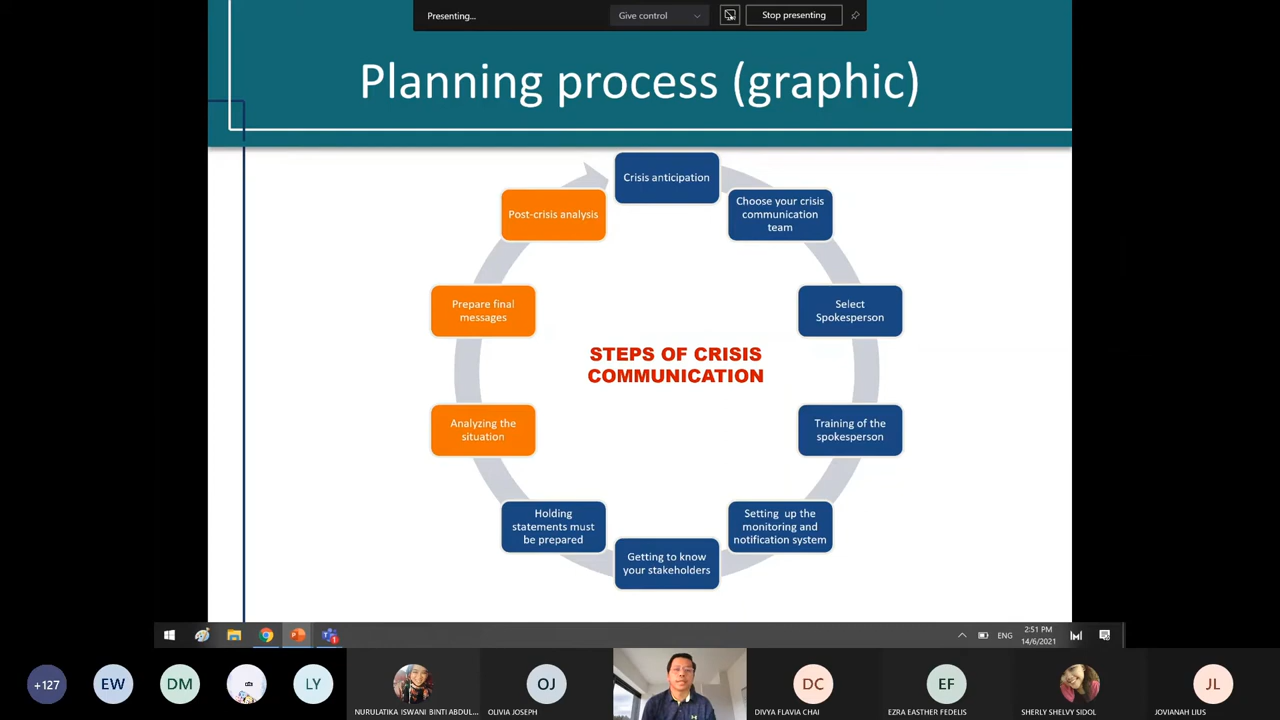 Presenting...
Give control
Stop presenting
Planning process (graphic)
Crisis anticipation
Choose your crisis
communication
team
Select
Spokesperson
Training of the
spokesperson
Setting up the
monitoring and
notification system
Getting to know
your stakeholders
Holding
statements must
be prepared
Analyzing the
situation
Prepare final
messages
Post-crisis analysis
STEPS OF CRISIS
COMMUNICATION
ENG
2:51 PM
14/6/2021
+127
EW
DM
LY
NURULATIKA ISWANI BINTI ABDUL...
OJ
OLIVIA JOSEPH
DC
DIVYA FLAVIA CHAI
EF
EZRA EASTHER FEDELIS
SHERLY SHELVY SIDOL
JL
JOVIANAH LIUS